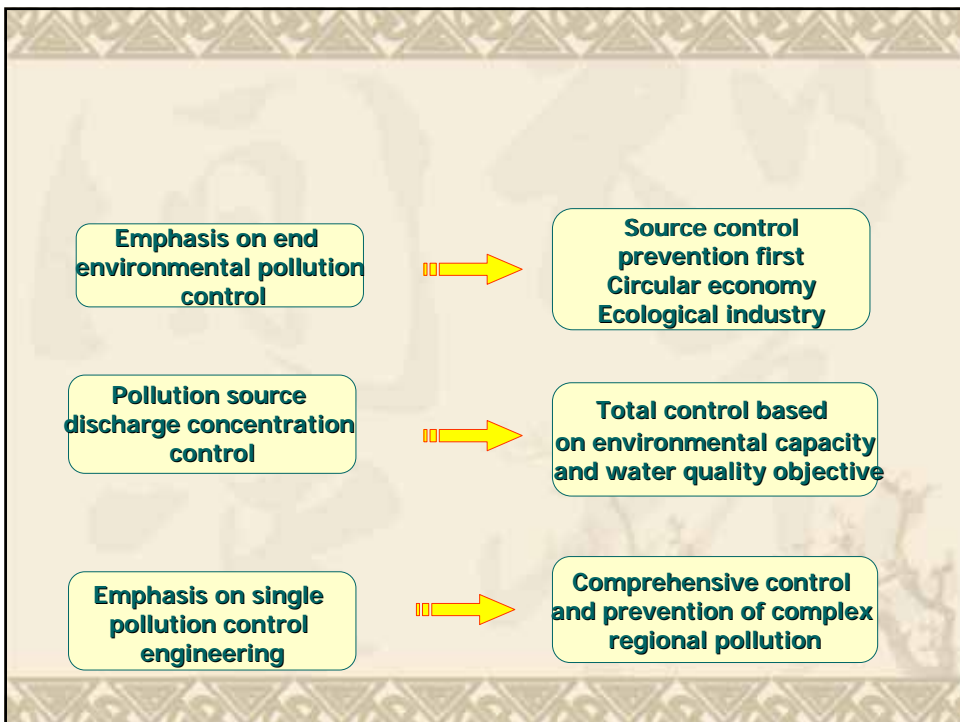 Emphasis on end
environmental pollution
control
Source control
prevention first
Circular economy
Ecological industry
Pollution source
discharge concentration
control
Total control based
on environmental capacity
and water quality objective
Emphasis on single
pollution control
engineering
Comprehensive control
and prevention of complex
regional pollution